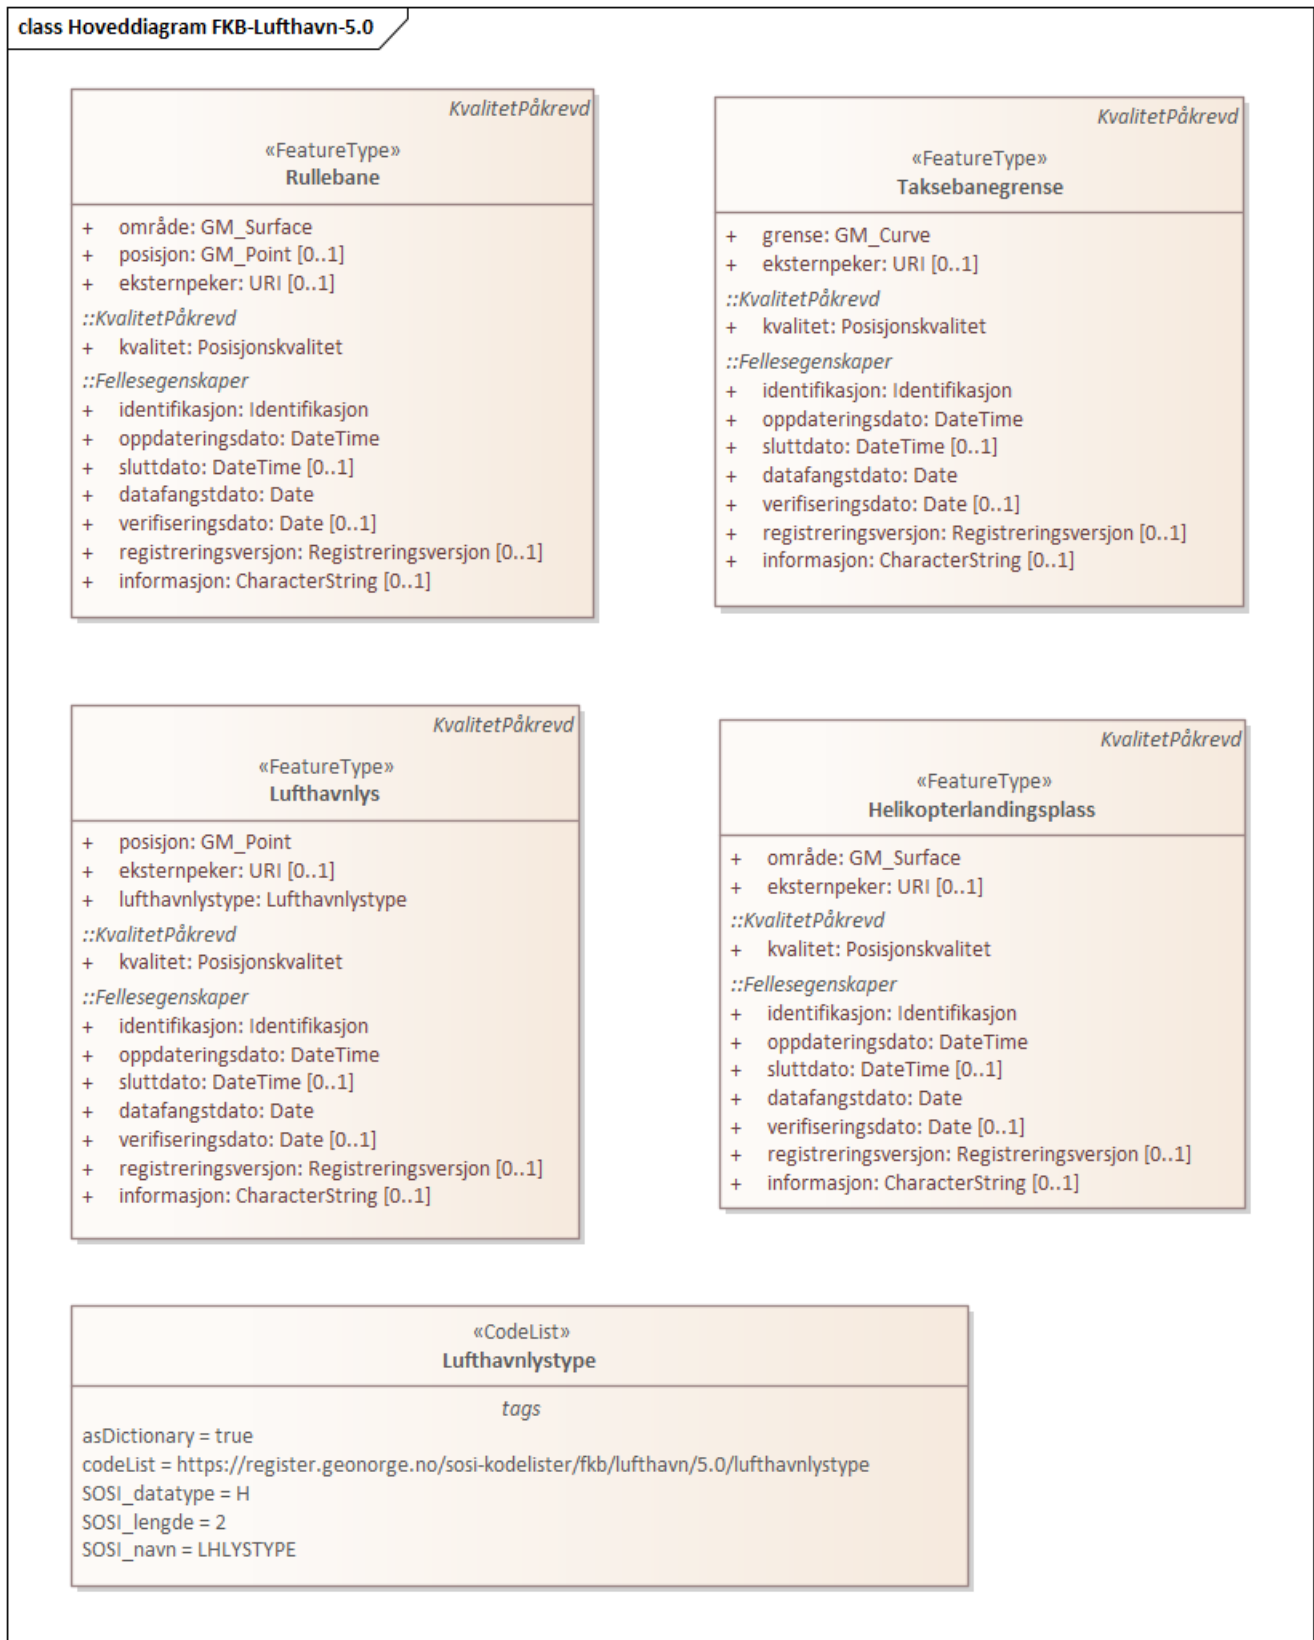 class Hoveddiagram FKB-Lufthavn-5.0
KvalitetPåkrevd
«FeatureType»
Rullebane
+ område: GM_Surface
+ posisjon: GM_Point [0..1]
+ eksternpeker: URI [0..1]
::KvalitetPåkrevd
+ kvalitet: Posisjonskvalitet
::Fellesegenskaper
+ identifikasjon: Identifikasjon
+ oppdateringsdato: DateTime
+ sluttdato: DateTime [0..1]
+ datafangstdato: Date
+ verifiseringsdato: Date [0..1]
+ registreringsversjon: Registreringsversjon [0..1]
+ informasjon: CharacterString [0..1]
KvalitetPåkrevd
«FeatureType»
Taksebanegrense
+ grense: GM_Curve
+ eksternpeker: URI [0..1]
::KvalitetPåkrevd
+ kvalitet: Posisjonskvalitet
::Fellesegenskaper
+ identifikasjon: Identifikasjon
+ oppdateringsdato: DateTime
+ sluttdato: DateTime [0..1]
+ datafangstdato: Date
+ verifiseringsdato: Date [0..1]
+ registreringsversjon: Registreringsversjon [0..1]
+ informasjon: CharacterString [0..1]
KvalitetPåkrevd
«FeatureType»
Lufthavnlys
+ posisjon: GM_Point
+ eksternpeker: URI [0..1]
+ lufthavnlystype: Lufthavnlystype
::KvalitetPåkrevd
+ kvalitet: Posisjonskvalitet
::Fellesegenskaper
+ identifikasjon: Identifikasjon
+ oppdateringsdato: DateTime
+ sluttdato: DateTime [0..1]
+ datafangstdato: Date
+ verifiseringsdato: Date [0..1]
+ registreringsversjon: Registreringsversjon [0..1]
+ informasjon: CharacterString [0..1]
KvalitetPåkrevd
«FeatureType»
Helikopterlandingsplass
+ område: GM_Surface
+ eksternpeker: URI [0..1]
::KvalitetPåkrevd
+ kvalitet: Posisjonskvalitet
::Fellesegenskaper
+ identifikasjon: Identifikasjon
+ oppdateringsdato: DateTime
+ sluttdato: DateTime [0..1]
+ datafangstdato: Date
+ verifiseringsdato: Date [0..1]
+ registreringsversjon: Registreringsversjon [0..1]
+ informasjon: CharacterString [0..1]
«CodeList»
Lufthavnlystype
tags
asDictionary = true
codeList = https://register.geonorge.no/sosi-kodelister/fkb/lufthavn/5.0/lufthavnlystype
SOSI_datatype = H
SOSI_lengde = 2
SOSI_navn = LHLYSTYPE